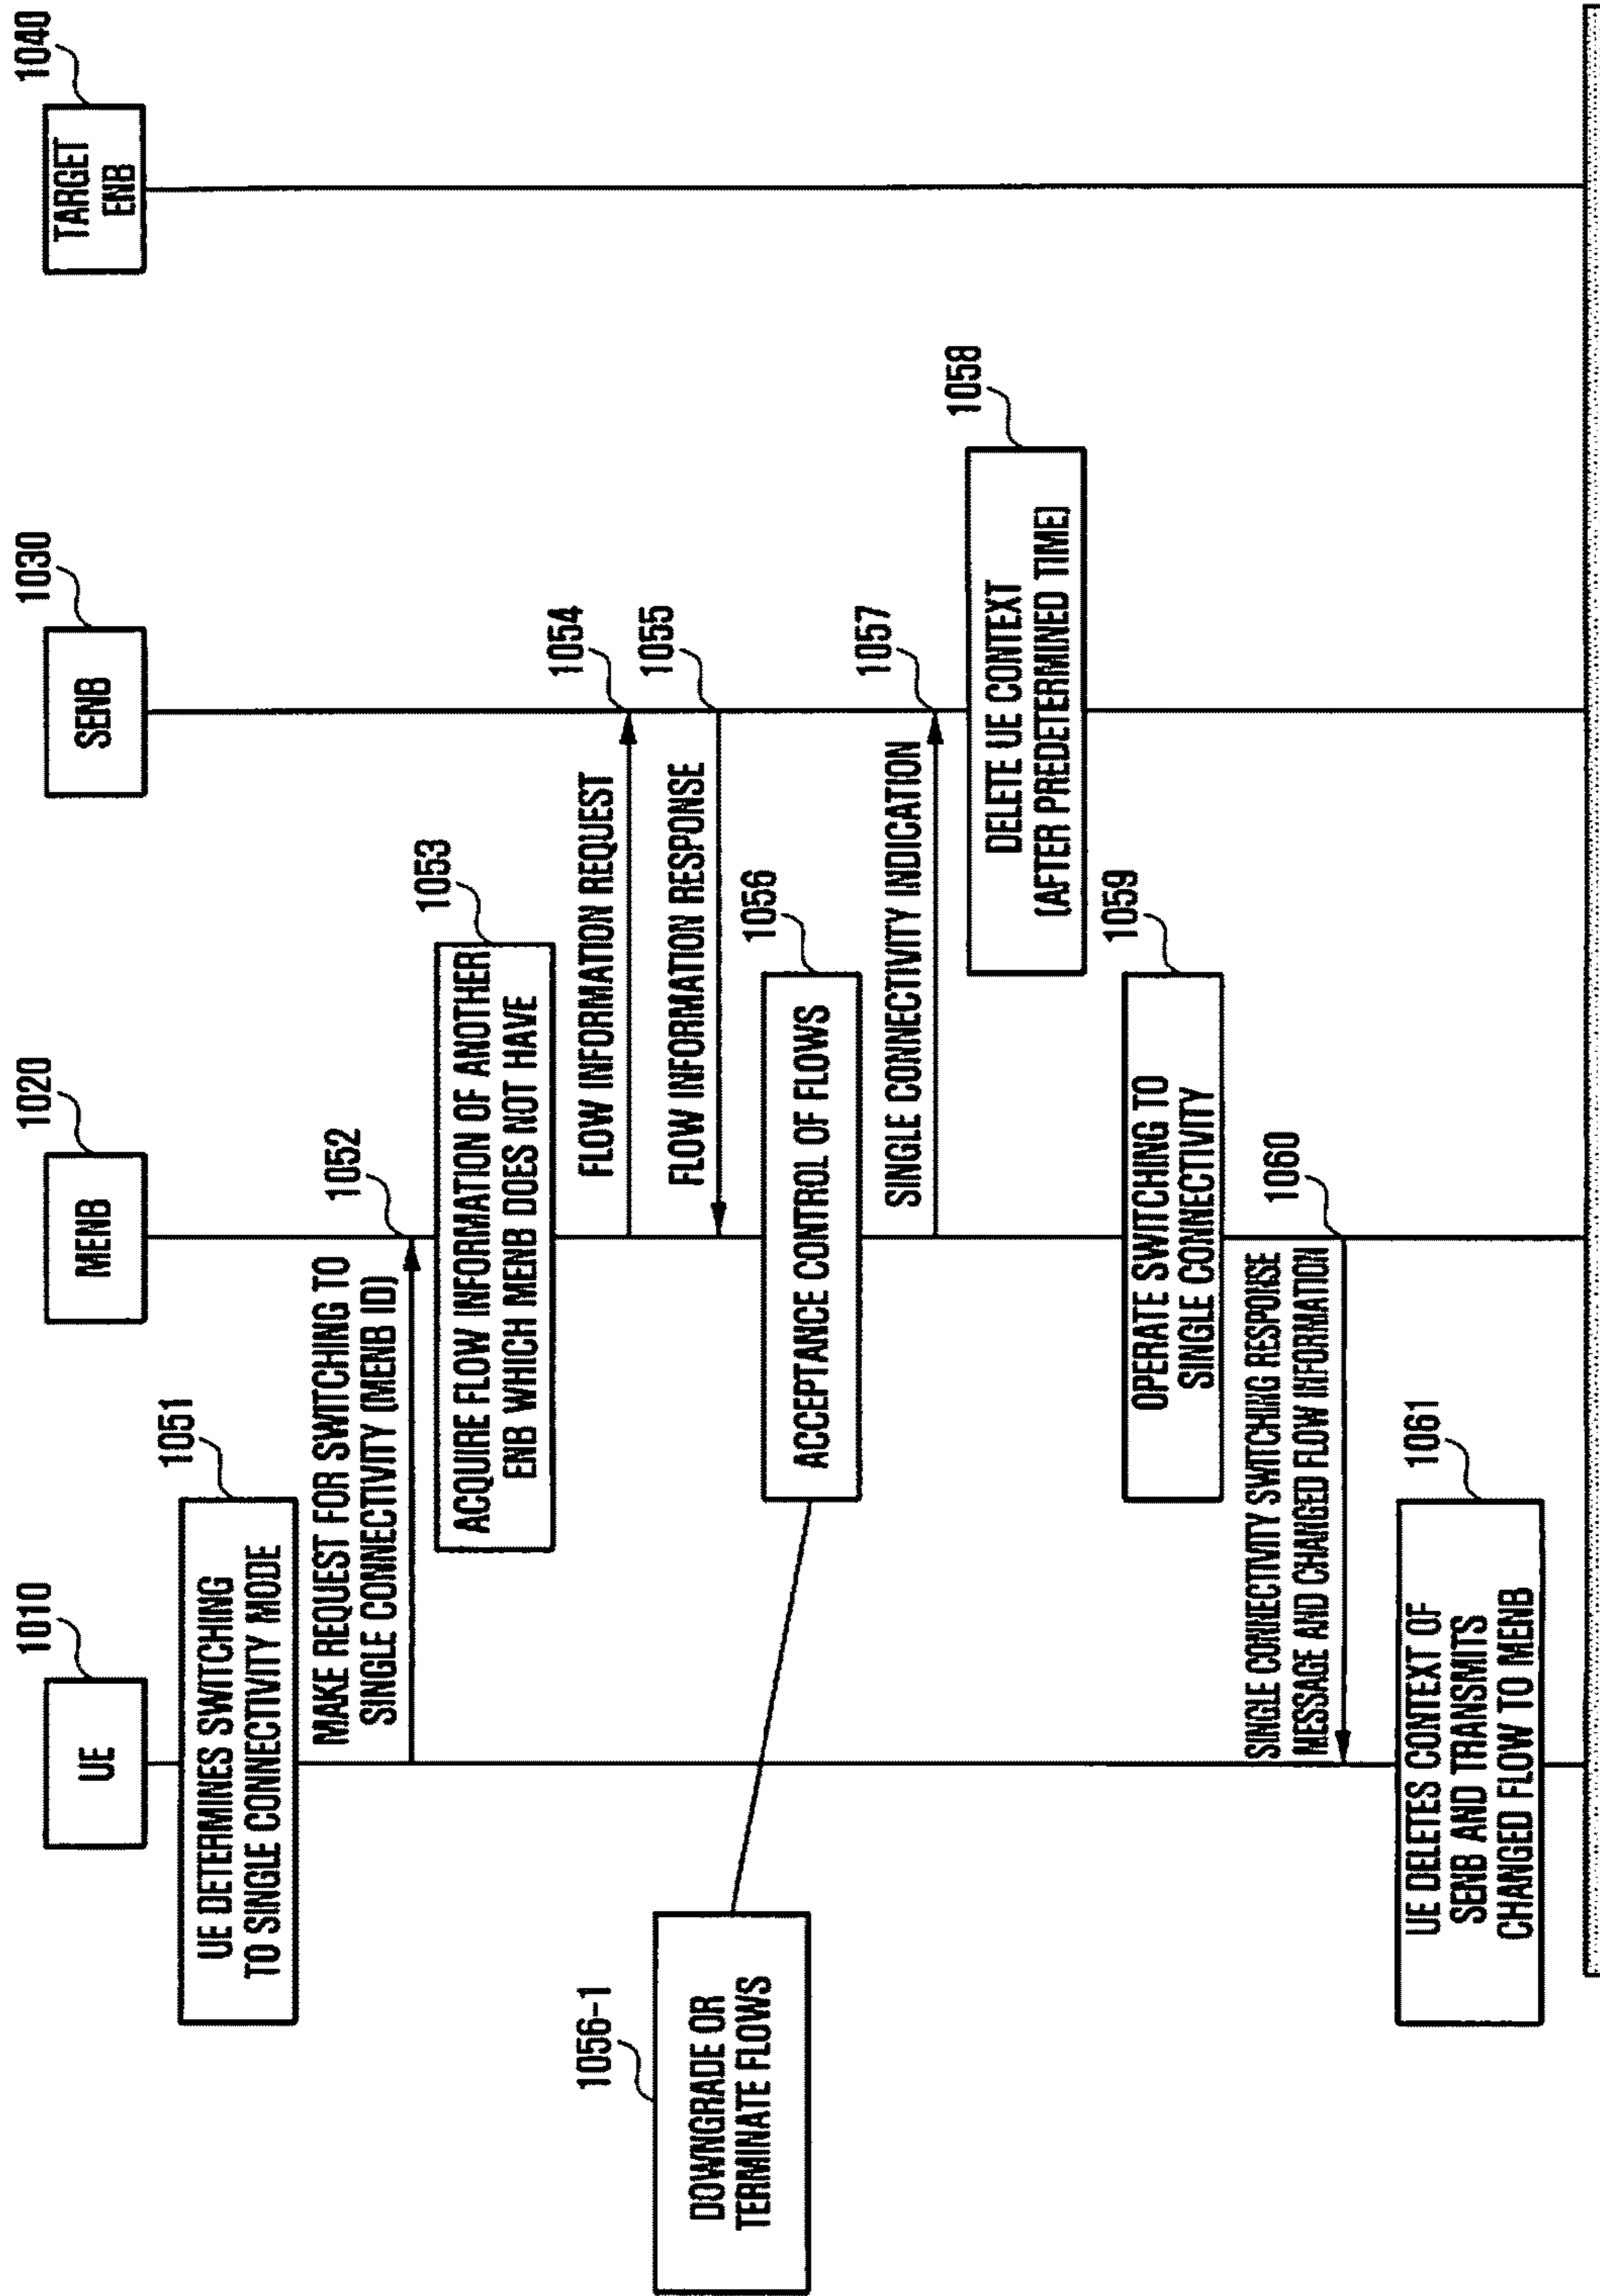 1010
UE
1020
MENB
1030
SENB
1040
TARGET
ENB
1051
UE DETERMINES SWITCHING
TO SINGLE CONNECTIVITY MODE
MAKE REQUEST FOR SWITCHING TO
SINGLE CONNECTIVITY (MENB ID)
1052
1053
ACQUIRE FLOW INFORMATION OF ANOTHER
ENB WHICH MENB DOES NOT HAVE
FLOW INFORMATION REQUEST
1054
FLOW INFORMATION RESPONSE
1055
1056-1
DOWNGRADE OR
TERMINATE FLOWS
1056
ACCEPTANCE CONTROL OF FLOWS
SINGLE CONNECTIVITY INDICATION
1057
1058
DELETE UE CONTEXT
(AFTER PREDETERMINED TIME)
1059
OPERATE SWITCHING TO
SINGLE CONNECTIVITY
SINGLE CONNECTIVITY SWITCHING RESPONSE
MESSAGE AND CHANGED FLOW INFORMATION
1060
1061
UE DELETES CONTEXT OF
SENB AND TRANSMITS
CHANGED FLOW TO MENB